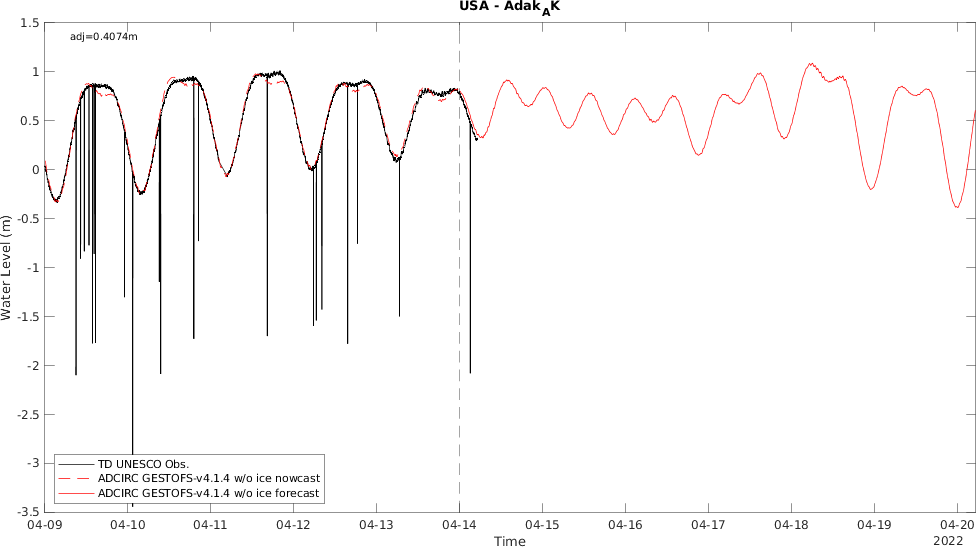 USA - Adak_AK
adj=0.4074m
1.5
1
0.5
0
-0.5
-1
-1.5
-2
-2.5
-3
-3.5
Water Level (m)
TD UNESCO Obs.
ADCIRC GESTOFS-v4.1.4 w/o ice nowcast
ADCIRC GESTOFS-v4.1.4 w/o ice forecast
04-09 04-10 04-11 04-12 04-13 04-14 04-15 04-16 04-17 04-18 04-19 04-20
Time
2022